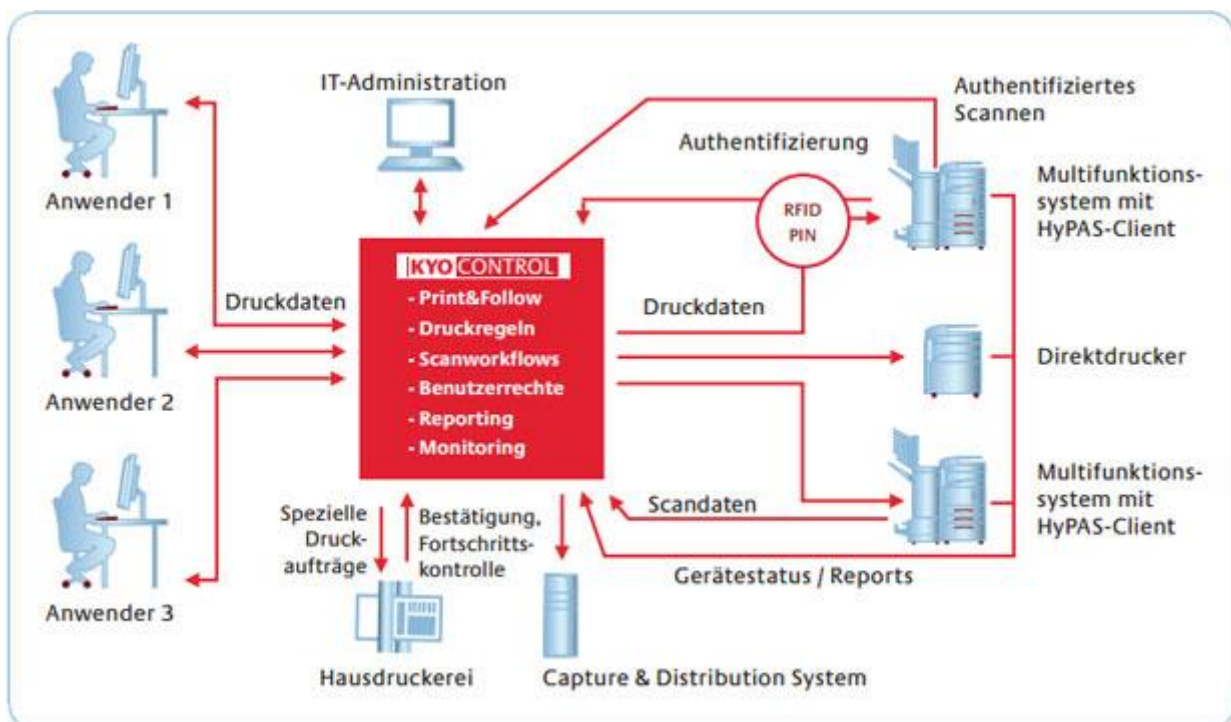 IT-Administration
Authentifiziertes
Scannen
Authentifizierung
Anwender 1
RFID
PIN
Multifunktions-
system mit
HyPAS-Client
KYOCONTROL
- Print&Follow
- Druckregeln
- Scanworkflows
- Benutzerrechte
- Reporting
- Monitoring
Druckdaten
Druckdaten
Direktdrucker
Anwender 2
Multifunktions-
system mit
HyPAS-Client
Scandaten
Spezielle
Druck-
aufträge
Bestätigung,
Fortschritts-
kontrolle
Gerätestatus / Reports
Anwender 3
Hausdruckerei
Capture & Distribution System